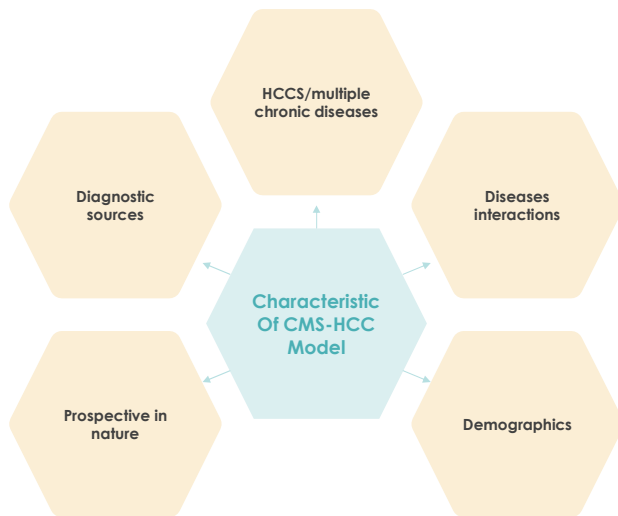 HCCS/multiple
chronic diseases
Diagnostic
sources
Diseases
interactions
Characteristic
Of CMS-HCC
Model
Prospective in
nature
Demographics